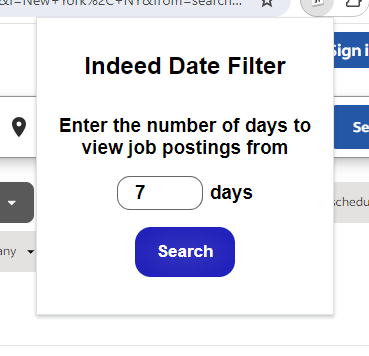 =New+York%2C+NY&from=search...
Indeed Date Filter
Sign i
Enter the number of days to
view job postings from
Se
7 days
schedu
any
Search